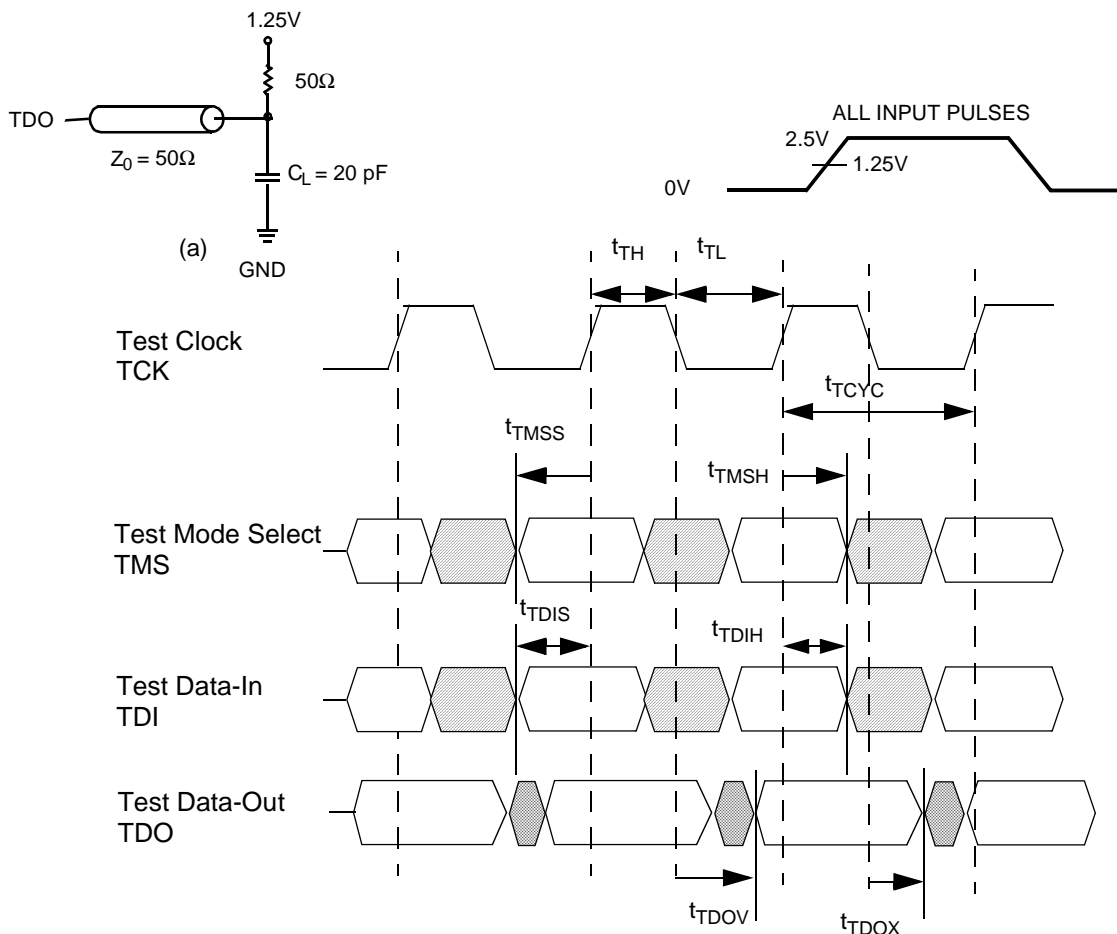 1.25V
50Ω
TDO
Z0 = 50Ω
CL = 20 pF
(a)
GND
ALL INPUT PULSES
2.5V
1.25V
0V
tTH
tTL
Test Clock
TCK
tTCYC
tTMSS
tTMSH
Test Mode Select
TMS
tTDIS
tTDIH
Test Data-In
TDI
Test Data-Out
TDO
tTDOV
tTDOX